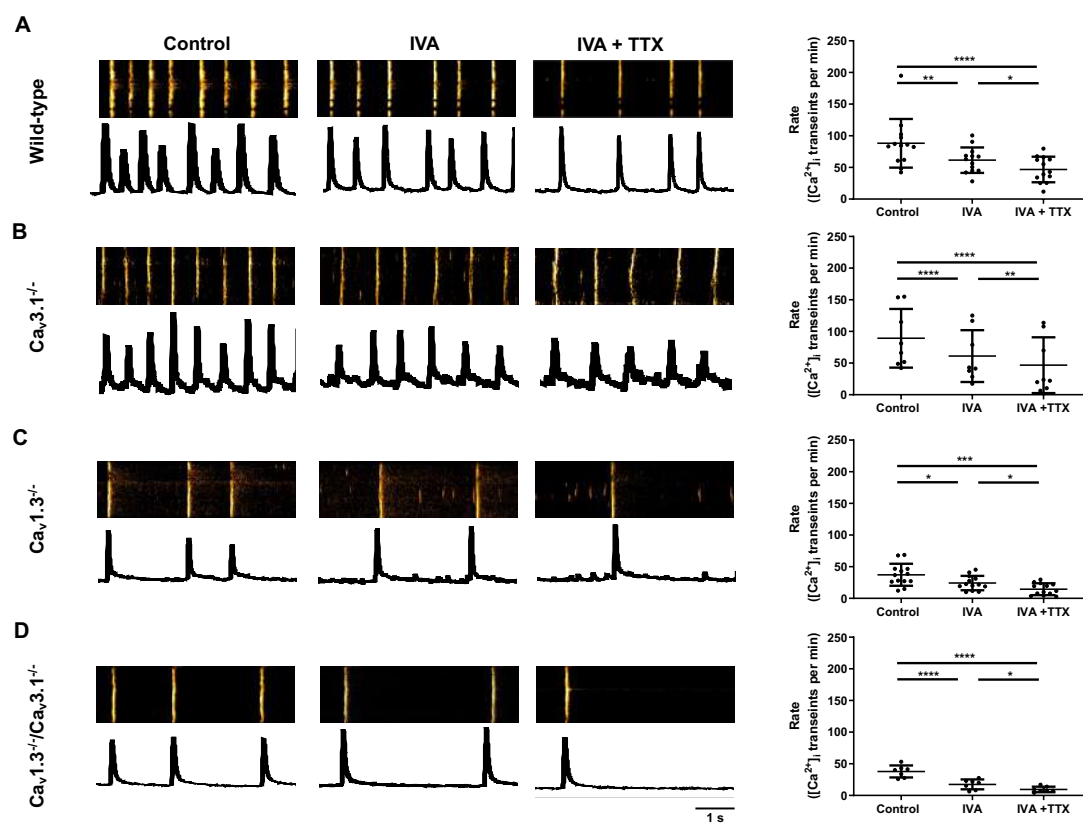 A
Control
IVA
IVA + TTX
Wild-type
250
200
150
100
50
0
Rate
([Ca2+]i transeints per min)
****
**
*
Control
IVA
IVA + TTX
B
Cav3.1-/-
250
200
150
100
50
0
Rate
([Ca2+]i transeints per min)
****
****
**
Control
IVA
IVA +TTX
C
Cav1.3-/-
250
200
150
100
50
0
Rate
([Ca2+]i transeints per min)
***
*
*
Control
IVA
IVA +TTX
D
Cav1.3-/-/Cav3.1-/-
1 s
250
200
150
100
50
0
Rate
([Ca2+]i transeints per min)
****
****
*
Control
IVA
IVA +TTX